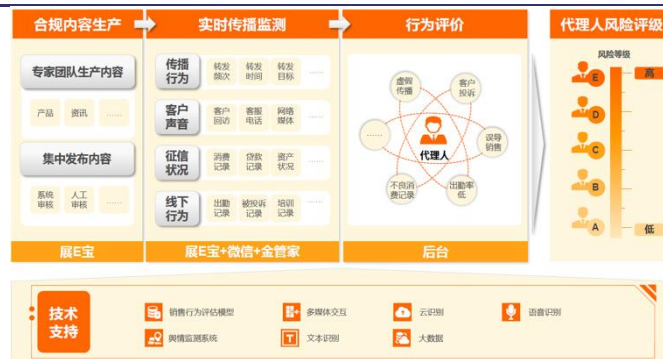 合规内容生产
实时传播监测
行为评价
代理人风险评级
专家团队生产内容
产品 资讯 ......
集中发布内容
系统
审核
人工
审核
......
展E宝
传播
行为
转发
频次
转发
时间
转发
目标
......
客户
声音
客户
回访
客服
电话
网络
媒体
......
征信
状况
消费
记录
贷款
记录
资产
状况
......
线下
行为
出勤
记录
被投诉
记录
培训
记录
......
展E宝+微信+金管家
虚假
传播
客户
投诉
......
代理人
误导
销售
不良消
费记录
出勤率
低
后台
风险等级
E
高
D
C
B
A
低
技术
支持
销售行为评估模型
多媒体交互
云识别
语音识别
舆情监测系统
T
文本识别
大数据